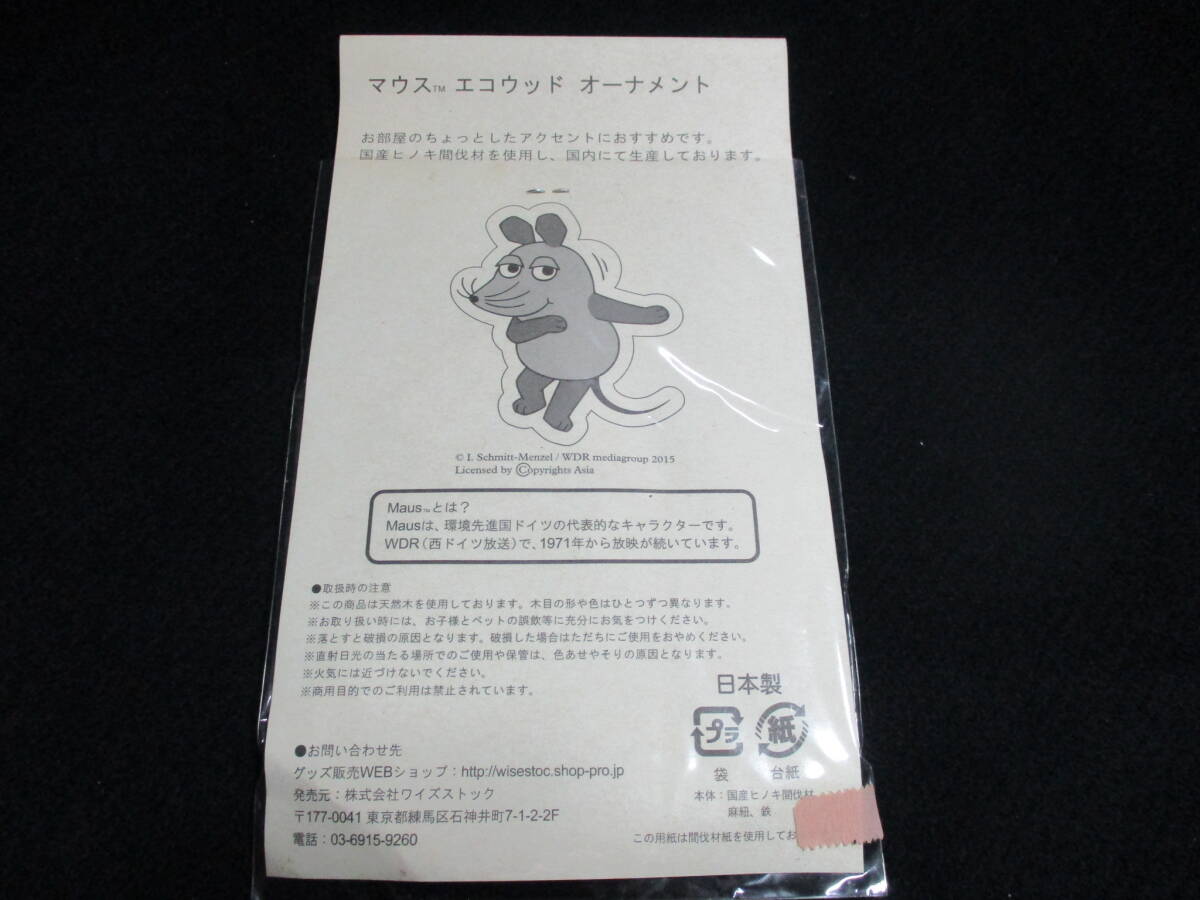 マウス™ エコウッド オーナメント
お部屋のちょっとしたアクセントにおすすめです。
国産ヒノキ間伐材を使用し、国内にて生産しております。
© I. Schmitt-Menzel / WDR mediagroup 2015
Licensed by Ⓒopyrights Asia
Maus™とは？
Mausは、環境先進国ドイツの代表的なキャラクターです。
WDR（西ドイツ放送）で、1971年から放映が続いています。
●取扱時の注意
※この商品は天然木を使用しております。木目の形や色はひとつずつ異なります。
※お取り扱い時には、お子様とペットの誤飲等に充分にお気をつけください。
※落とすと破損の原因となります。破損した場合はただちにご使用をおやめください。
※直射日光の当たる場所でのご使用や保管は、色あせやそりの原因となります。
※火気には近づけないでください。
※商用目的でのご利用は禁止されています。
日本製
プラ 紙
袋 台紙
本体：国産ヒノキ間伐材
麻紐、鉄
この用紙は間伐材紙を使用してお
●お問い合わせ先
グッズ販売WEBショップ：http://wisestoc.shop-pro.jp
発売元：株式会社ワイズストック
〒177-0041 東京都練馬区石神井町7-1-2-2F
電話：03-6915-9260